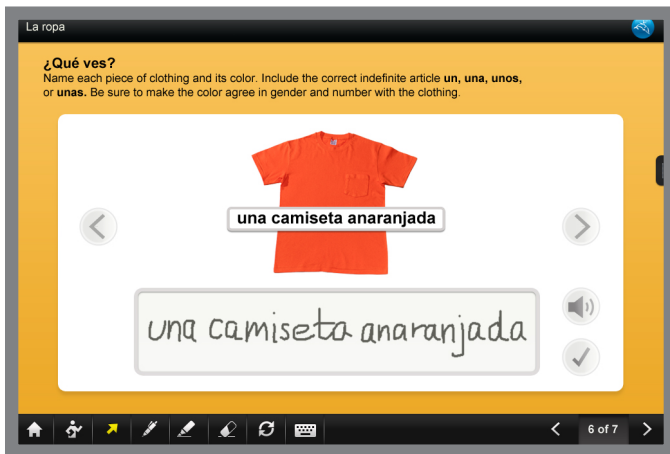 La ropa
¿Qué ves?
Name each piece of clothing and its color. Include the correct indefinite article un, una, unos,
or unas. Be sure to make the color agree in gender and number with the clothing.
una camiseta anaranjada
una camiseta anaranjada
6 of 7